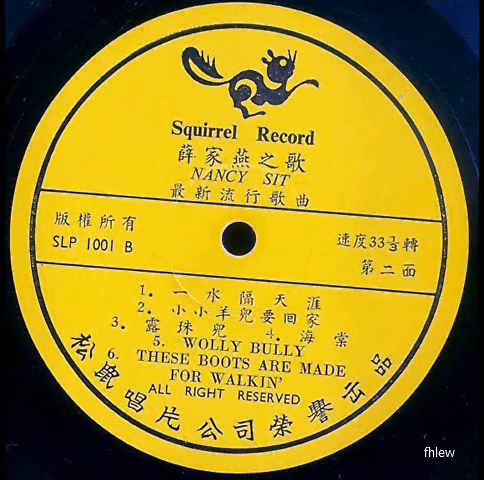 Squirrel Record
薛家燕之歌
NANCY SIT
最新流行歌曲
版權所有
SLP 1001 B
速度33⅓轉
第二面
1. 一水隔天涯
2. 小小羊兒要回家
3. 露珠兒 4. 海棠
5. WOLLY BULLY
6. THESE BOOTS ARE MADE
FOR WALKIN'
ALL RIGHT RESERVED
松鼠唱片公司榮譽出品
fhlew